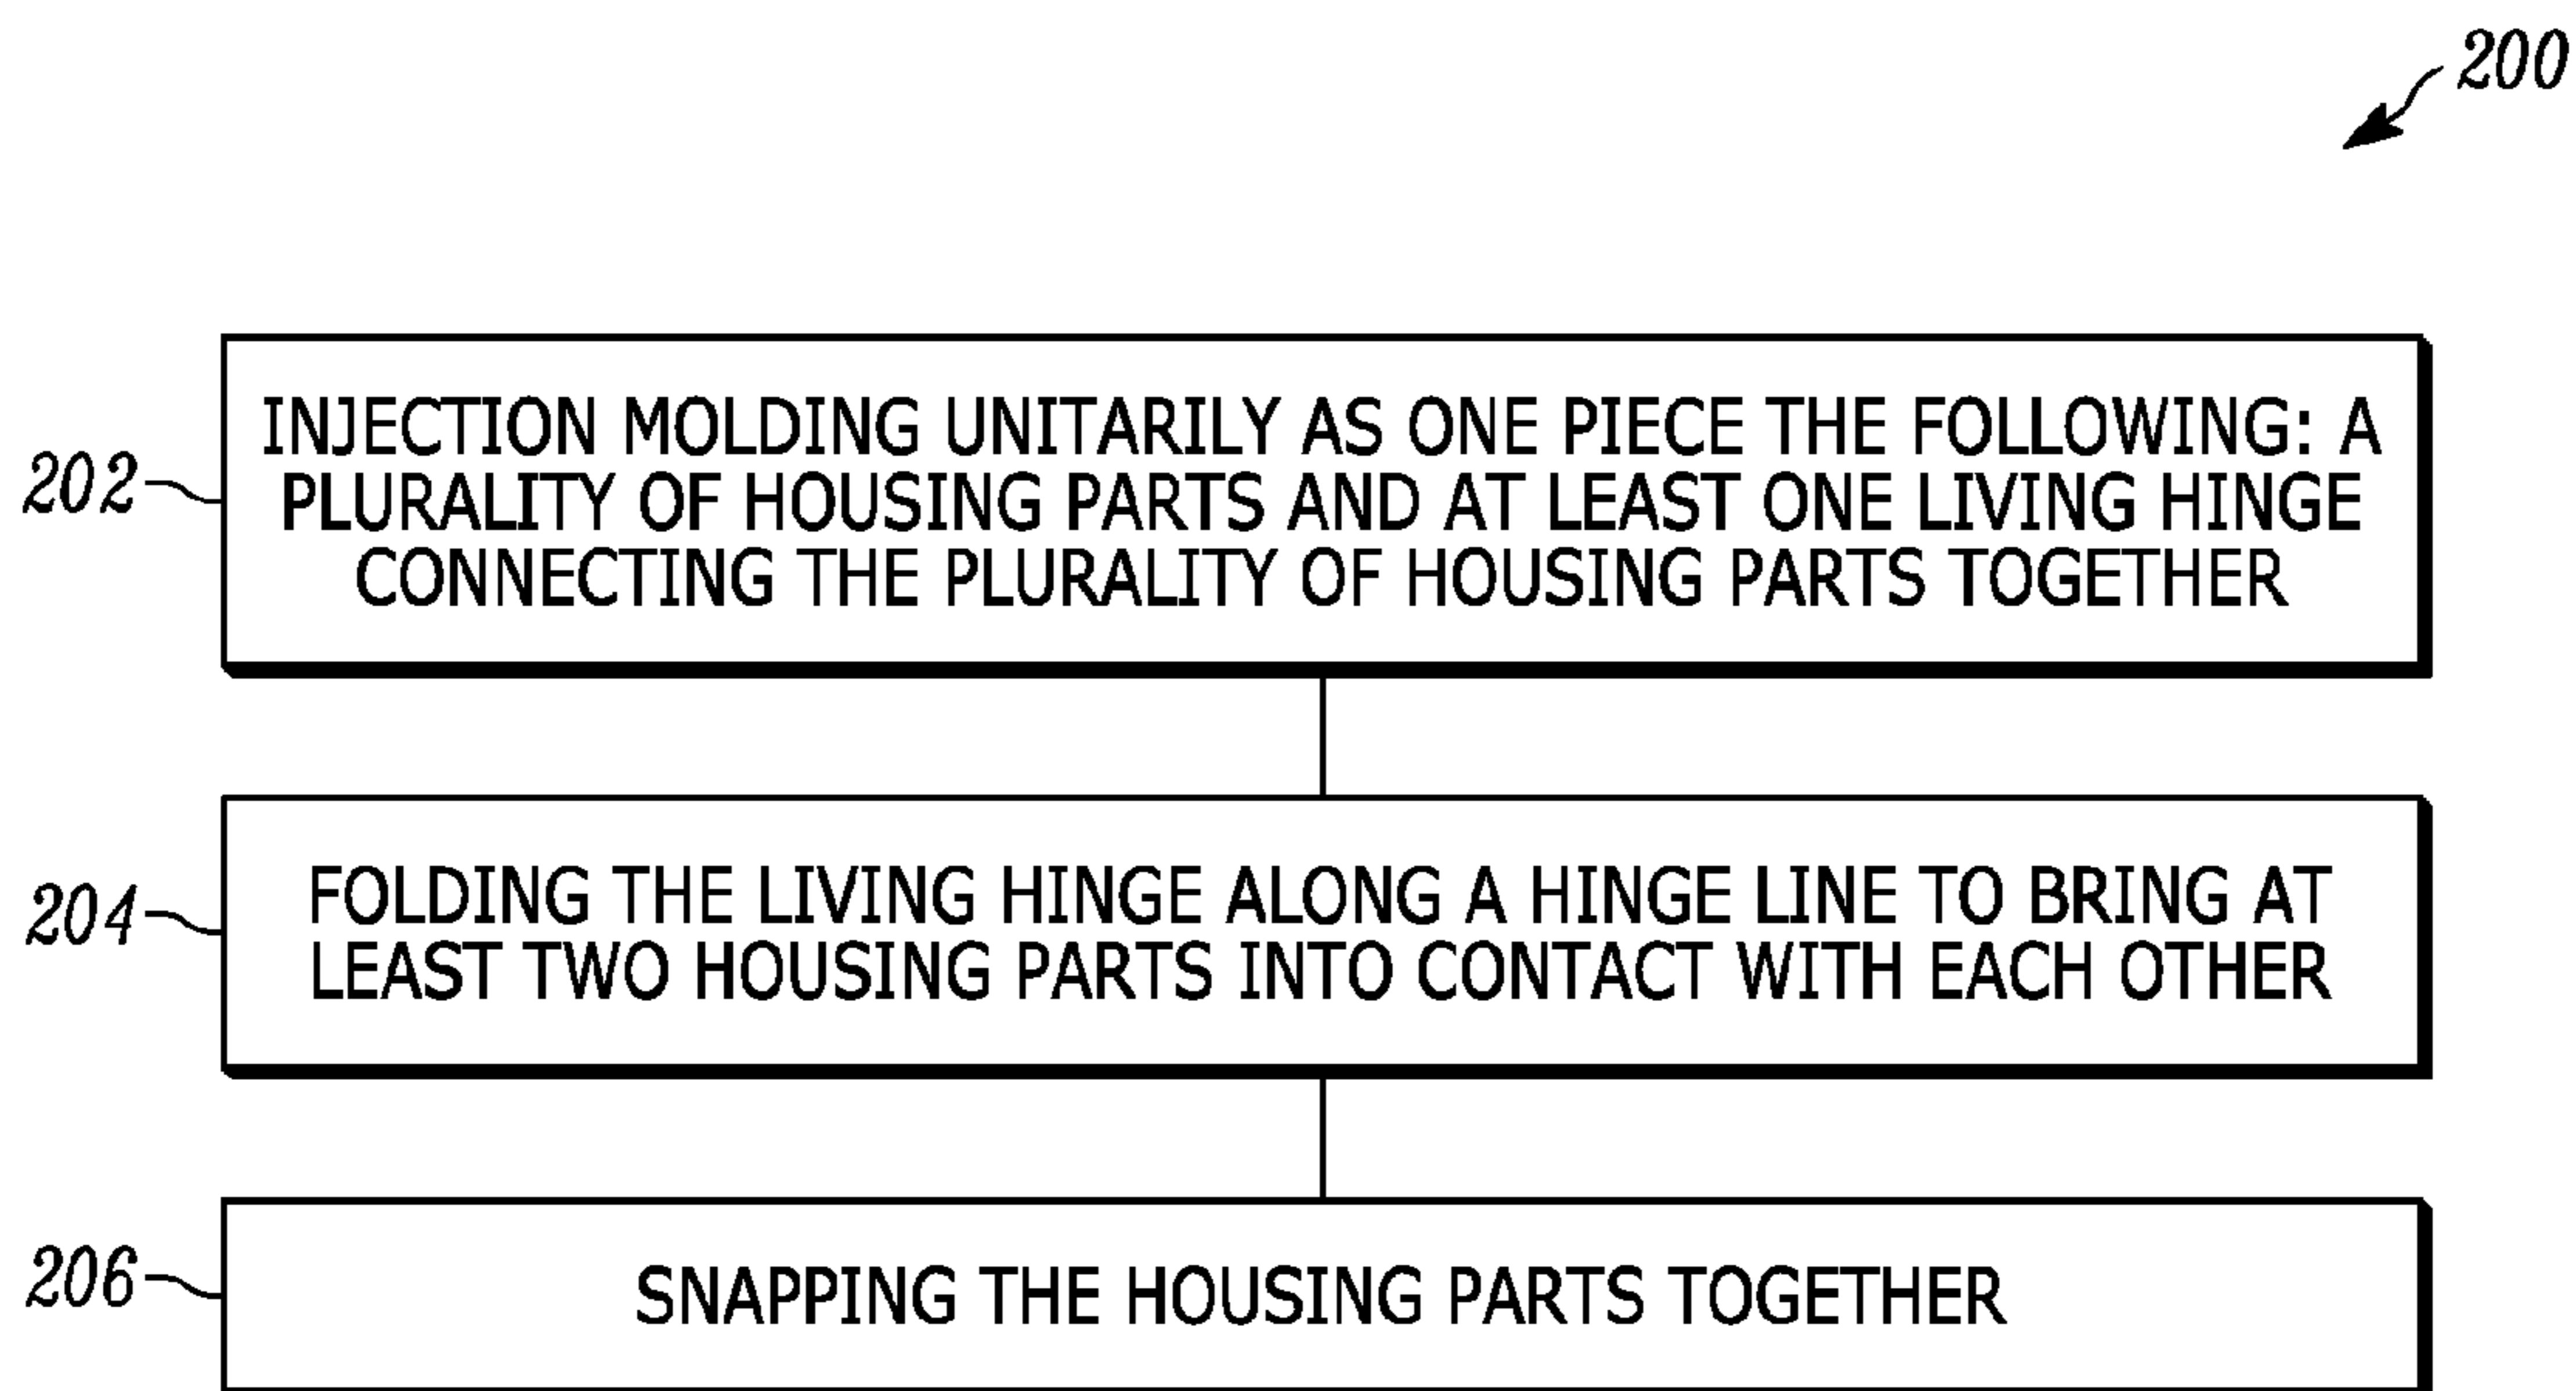 200
202
INJECTION MOLDING UNITARILY AS ONE PIECE THE FOLLOWING: A
PLURALITY OF HOUSING PARTS AND AT LEAST ONE LIVING HINGE
CONNECTING THE PLURALITY OF HOUSING PARTS TOGETHER
204
FOLDING THE LIVING HINGE ALONG A HINGE LINE TO BRING AT
LEAST TWO HOUSING PARTS INTO CONTACT WITH EACH OTHER
206
SNAPPING THE HOUSING PARTS TOGETHER